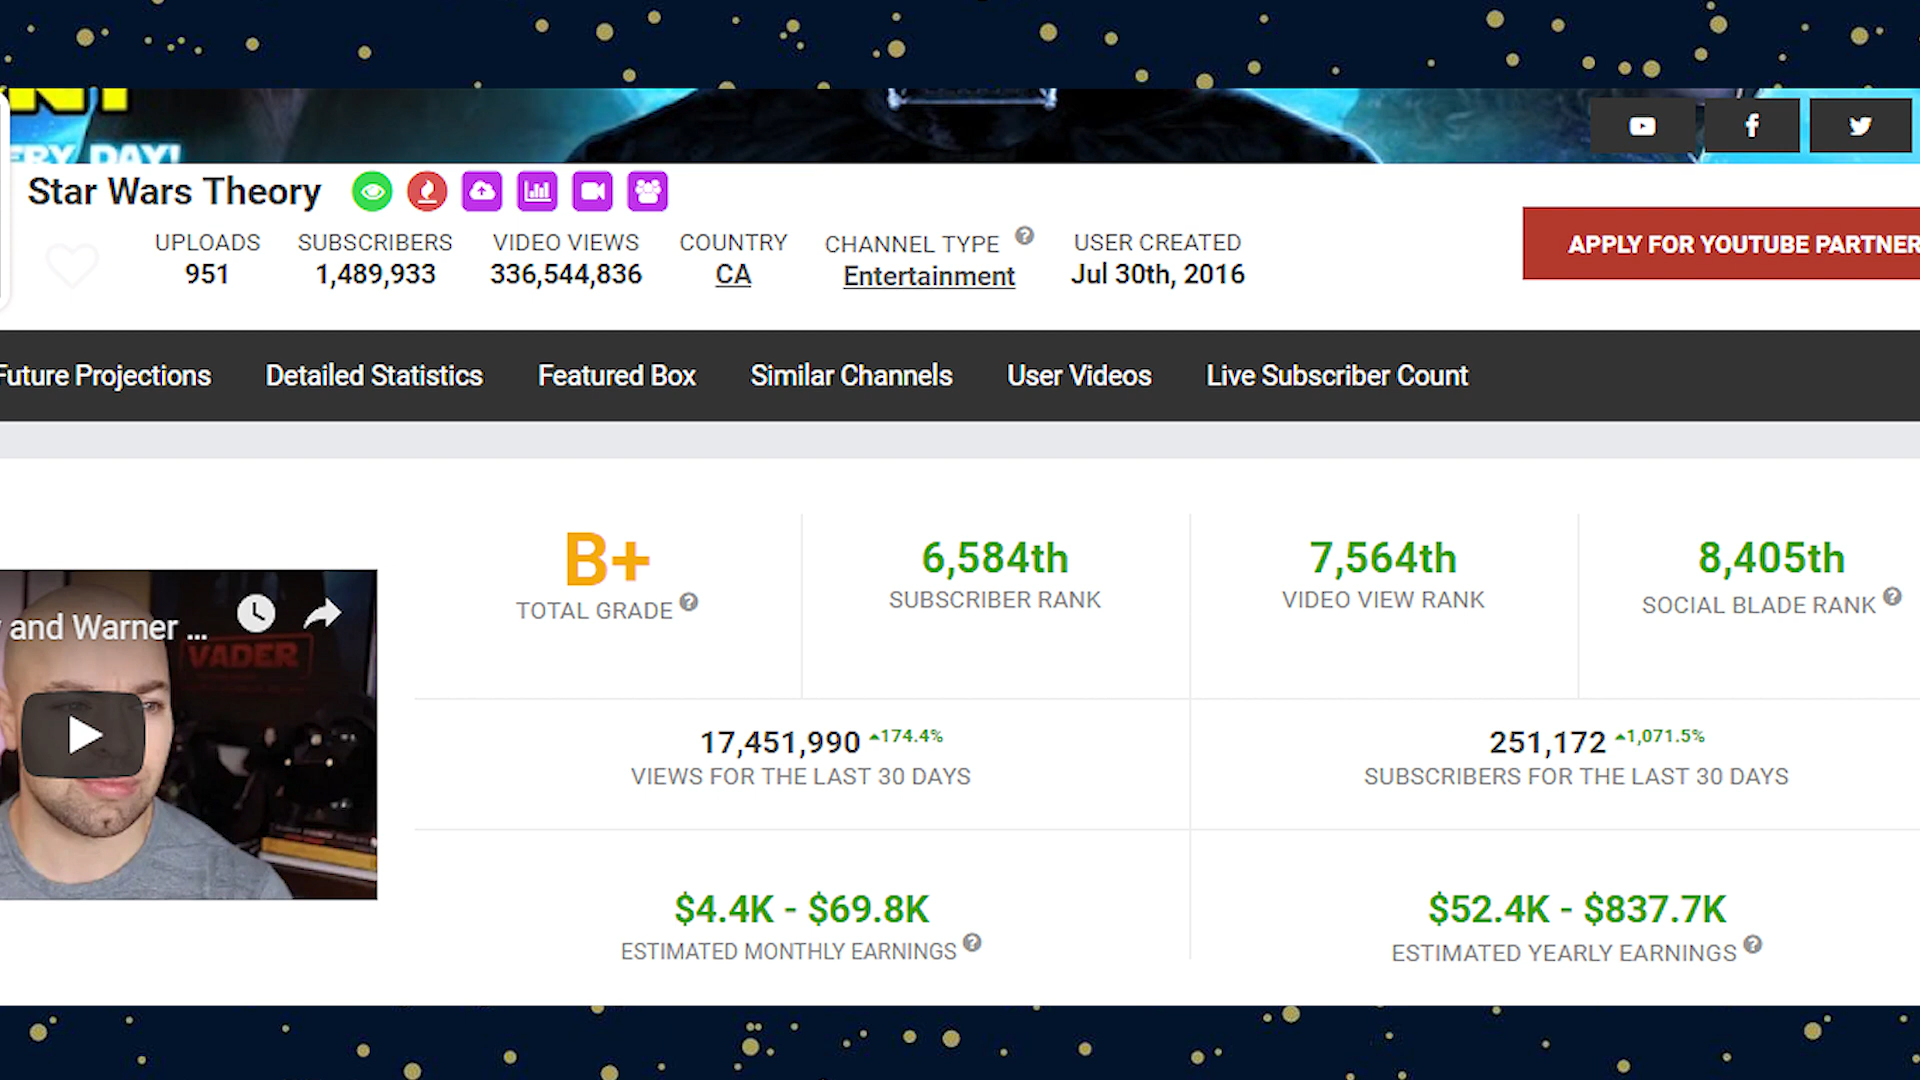 NT
ERY DAY!
Star Wars Theory
UPLOADS SUBSCRIBERS VIDEO VIEWS COUNTRY CHANNEL TYPE USER CREATED
951 1,489,933 336,544,836 CA Entertainment Jul 30th, 2016
APPLY FOR YOUTUBE PARTNER
Future Projections Detailed Statistics Featured Box Similar Channels User Videos Live Subscriber Count
and Warner ...
VADER
B+ 6,584th 7,564th 8,405th
TOTAL GRADE SUBSCRIBER RANK VIDEO VIEW RANK SOCIAL BLADE RANK
17,451,990 174.4% 251,172 1,071.5%
VIEWS FOR THE LAST 30 DAYS SUBSCRIBERS FOR THE LAST 30 DAYS
$4.4K - $69.8K $52.4K - $837.7K
ESTIMATED MONTHLY EARNINGS ESTIMATED YEARLY EARNINGS